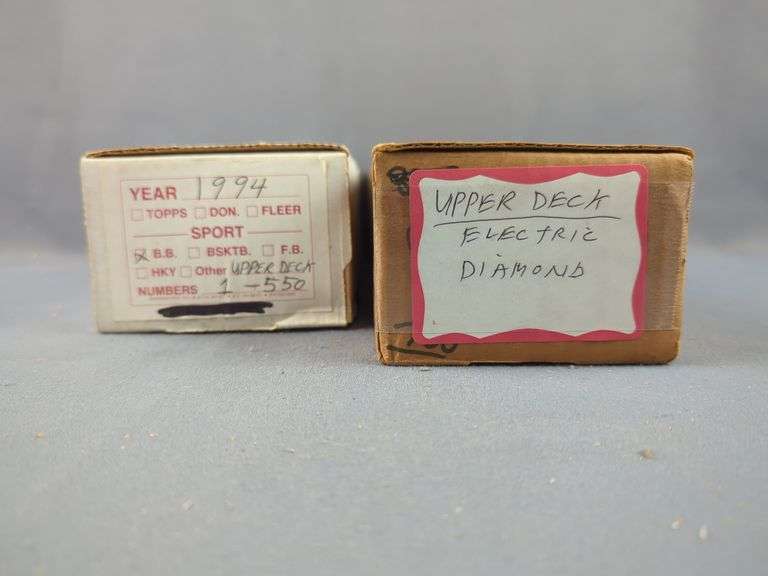 YEAR 1994
TOPPS DON. FLEER
SPORT
B.B. BSKTB. F.B.
HKY Other UPPER DECK
NUMBERS 1-550
UPPER DECK
ELECTRIC
DIAMOND